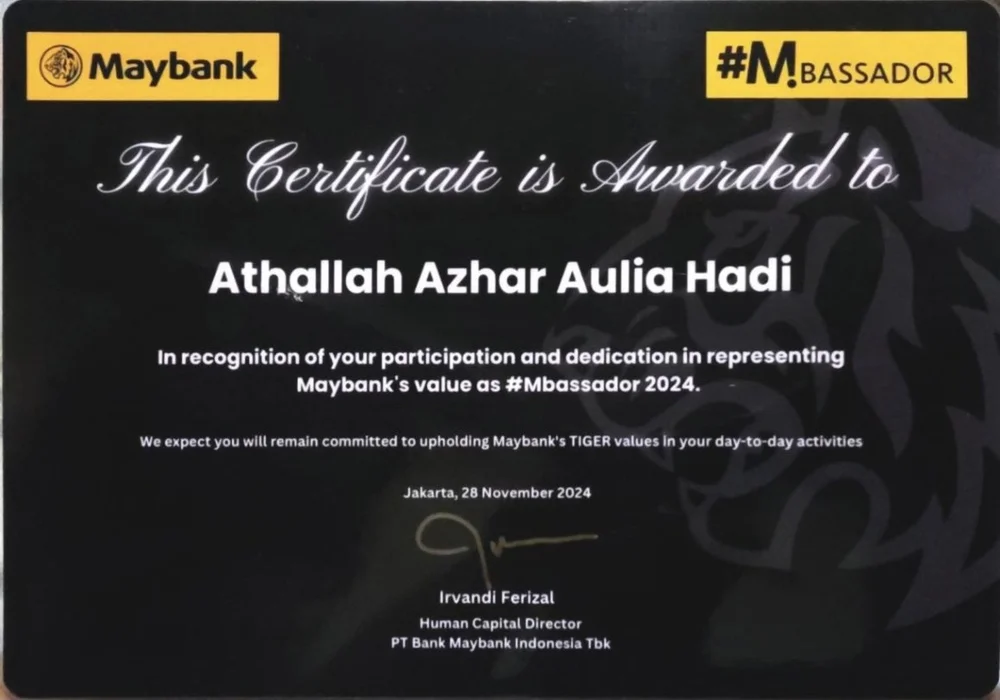 Maybank
#M.BASSADOR
This Certificate is Awarded to
Athallah Azhar Aulia Hadi
In recognition of your participation and dedication in representing
Maybank's value as #Mbassador 2024.
We expect you will remain committed to upholding Maybank's TIGER values in your day-to-day activities
Jakarta, 28 November 2024
Irvandi Ferizal
Human Capital Director
PT Bank Maybank Indonesia Tbk